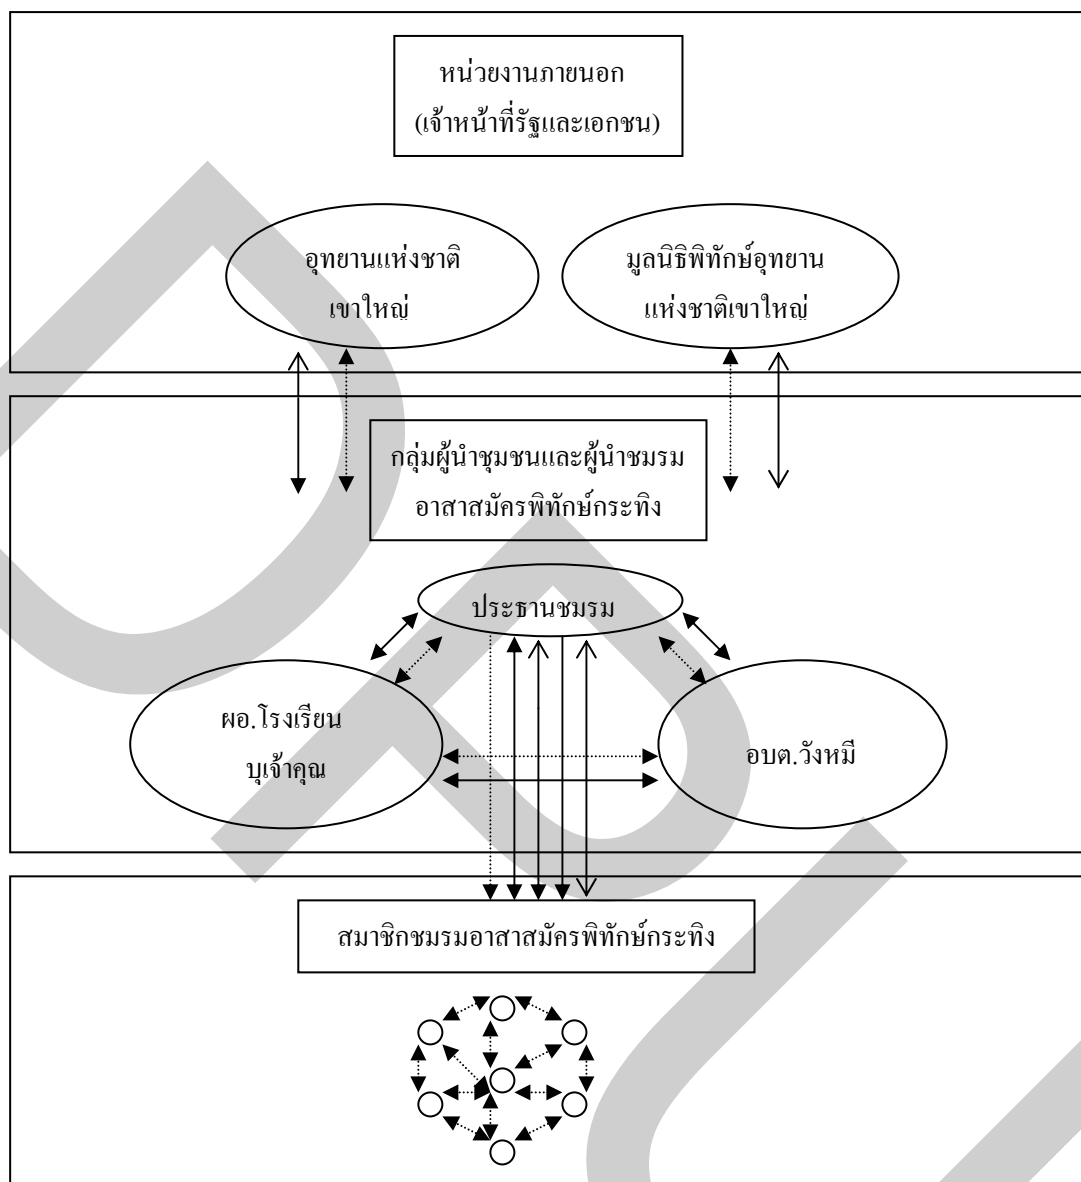 หน่วยงานภายนอก
(เจ้าหน้าที่รัฐและเอกชน)
อุทยานแห่งชาติ
เขาใหญ่
มูลนิธิพิทักษ์อุทยาน
แห่งชาติเขาใหญ่
กลุ่มผู้นำชุมชนและผู้นำชมรม
อาสาสมัครพิทักษ์กระทิง
ประธานชมรม
ผอ.โรงเรียน
บุเจ้าคุณ
อบต.วังหมี
สมาชิกชมรมอาสาสมัครพิทักษ์กระทิง